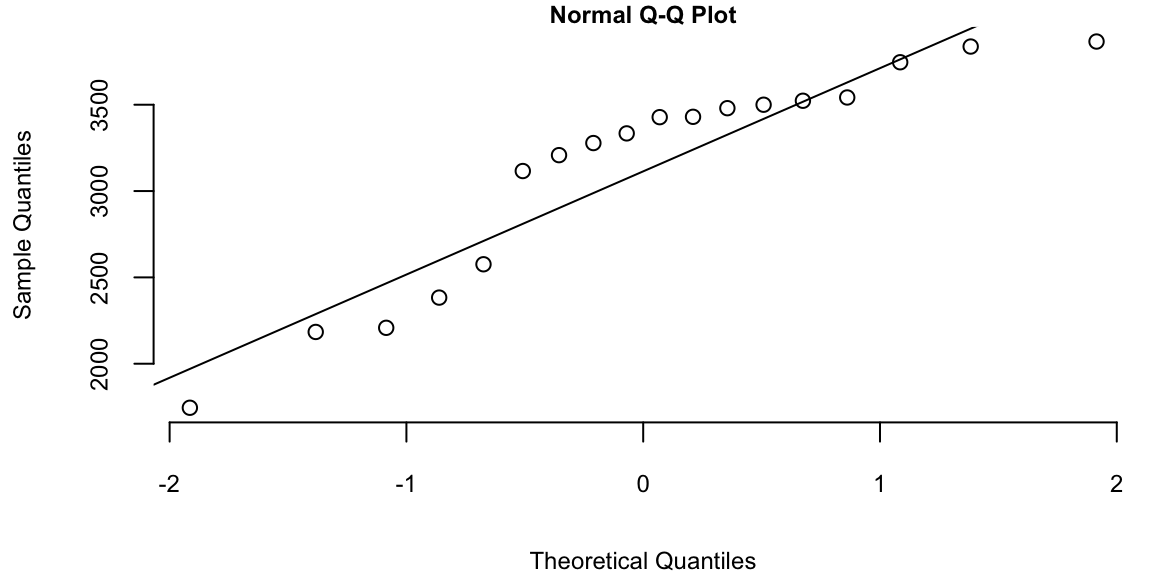 Normal Q-Q Plot
Sample Quantiles
3500
3000
2500
2000
-2 -1 0 1 2
Theoretical Quantiles